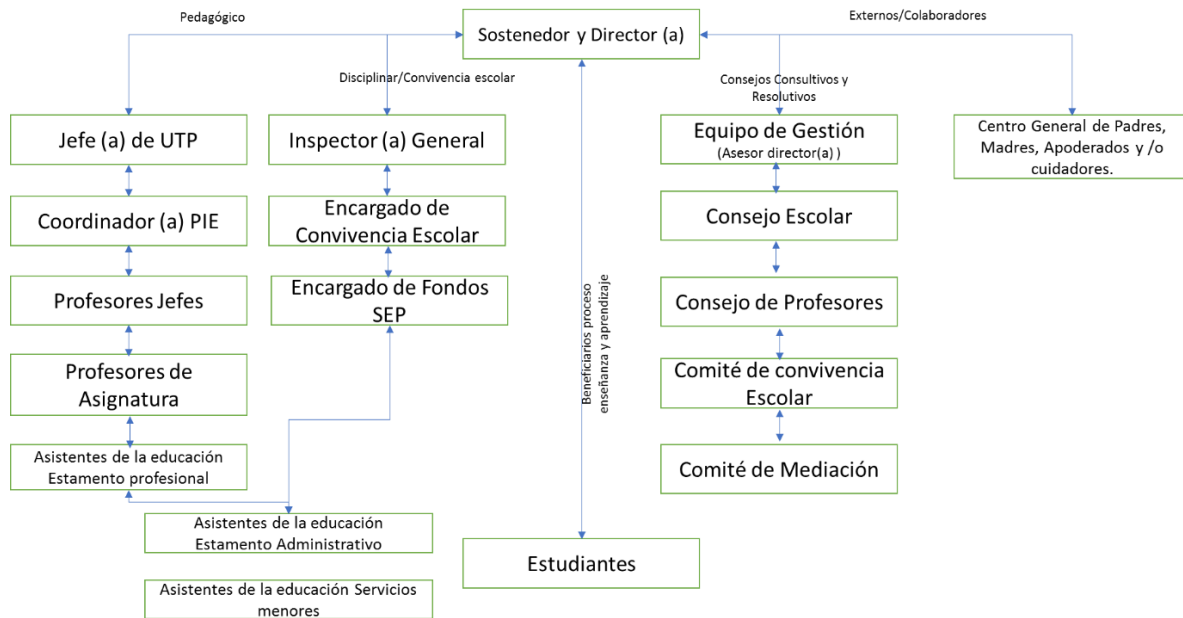 Pedagógico
Externos/Colaboradores
Sostenedor y Director (a)
Disciplinar/Convivencia escolar
Consejos Consultivos y
Resolutivos
Jefe (a) de UTP
Inspector (a) General
Equipo de Gestión
(Asesor director(a) )
Centro General de Padres,
Madres, Apoderados y /o
cuidadores.
Coordinador (a) PIE
Encargado de
Convivencia Escolar
Consejo Escolar
Profesores Jefes
Encargado de Fondos
SEP
Consejo de Profesores
Beneficiarios proceso
enseñanza y aprendizaje
Profesores de
Asignatura
Comité de convivencia
Escolar
Asistentes de la educación
Estamento profesional
Comité de Mediación
Asistentes de la educación
Estamento Administrativo
Estudiantes
Asistentes de la educación Servicios
menores